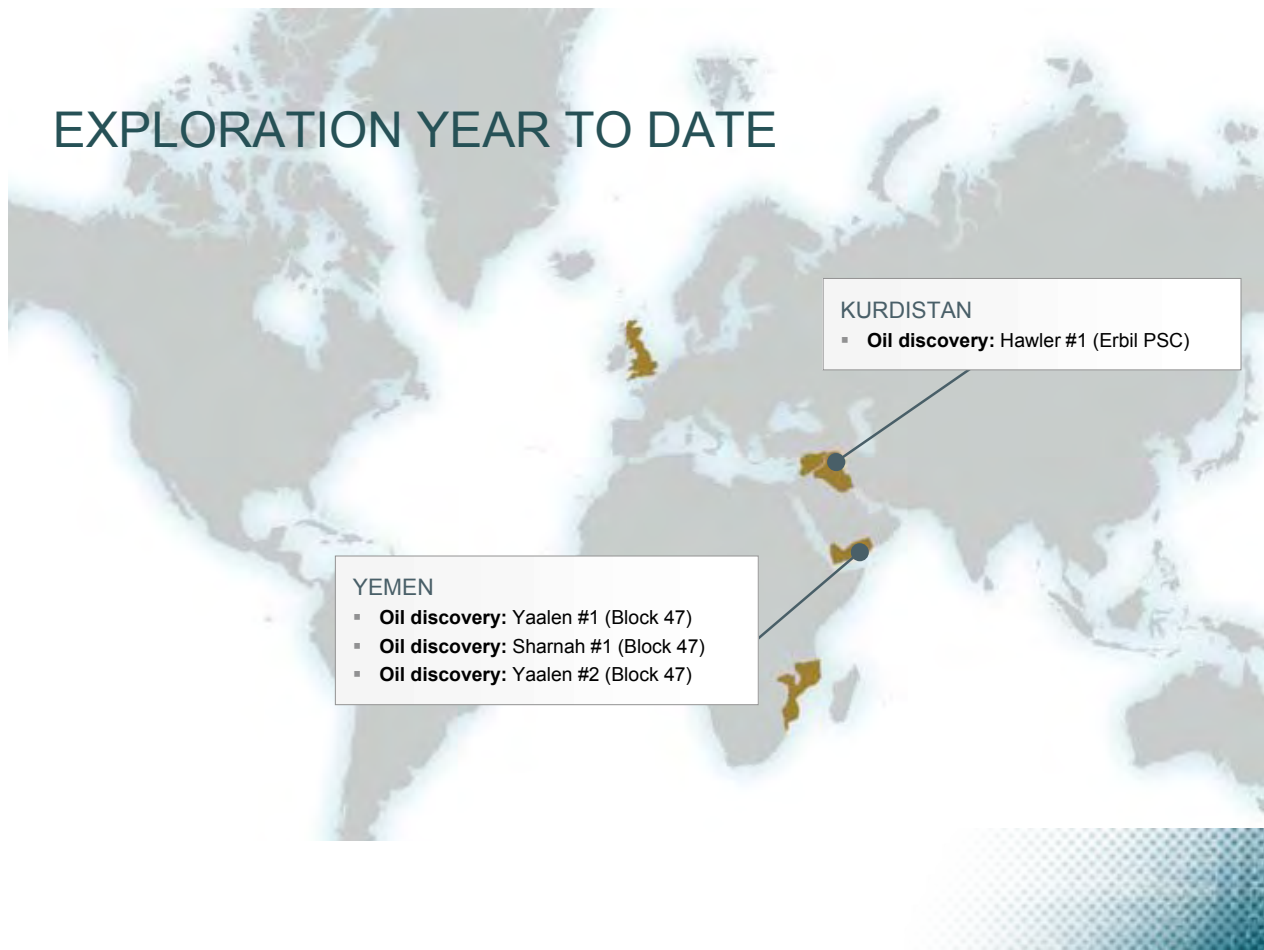 EXPLORATION YEAR TO DATE
KURDISTAN
▪ Oil discovery: Hawler #1 (Erbil PSC)
YEMEN
▪ Oil discovery: Yaalen #1 (Block 47)
▪ Oil discovery: Sharnah #1 (Block 47)
▪ Oil discovery: Yaalen #2 (Block 47)